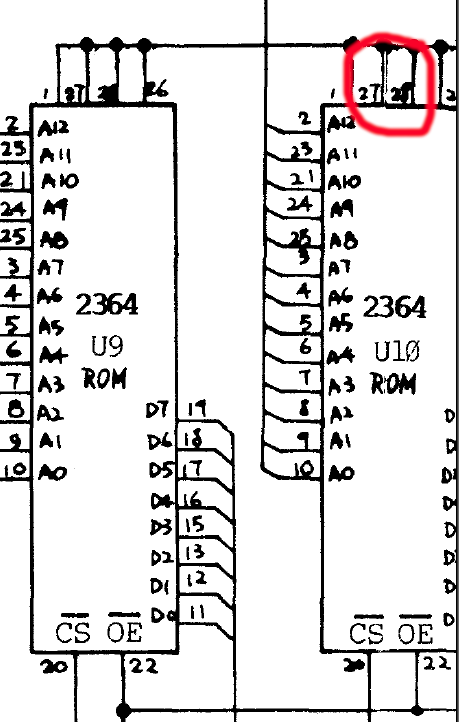 1 27 28 26 1 27 28 2
2 A12 2 A12
23 A11 23 A11
21 A10 21 A10
24 A9 24 A9
25 A8 25 A8
3 A7 3 A7
4 A6 4 A6
2364 2364
5 A5 5 A5
U9 U10
6 A4 6 A4
ROM ROM
7 A3 7 A3
8 A2 D7 19 8 A2 D
9 A1 D6 18 9 A1 D
10 A0 D5 17 10 A0 D
D4 16 D
D3 15 D
D2 13 D
D1 12 D
D0 11 D
CS OE CS OE
20 22 20 22